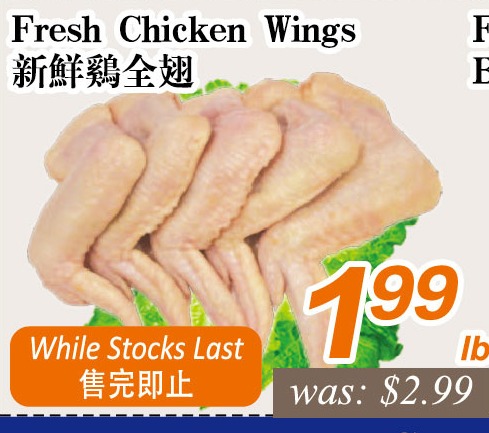 Fresh Chicken Wings
新鮮鷄全翅
1.99
lb
While Stocks Last
售完即止
was: $2.99